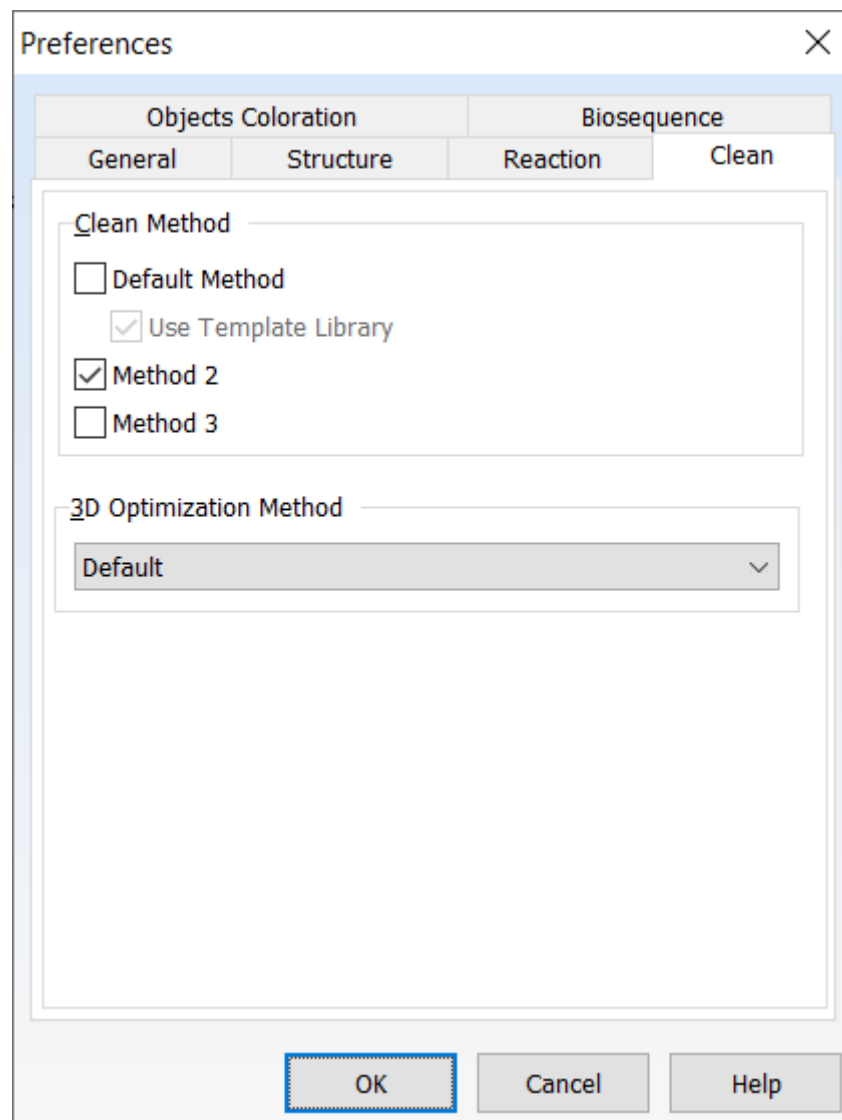 Preferences
Objects Coloration Biosequence
General Structure Reaction Clean
Clean Method
Default Method
Use Template Library
Method 2
Method 3
3D Optimization Method
Default
OK Cancel Help